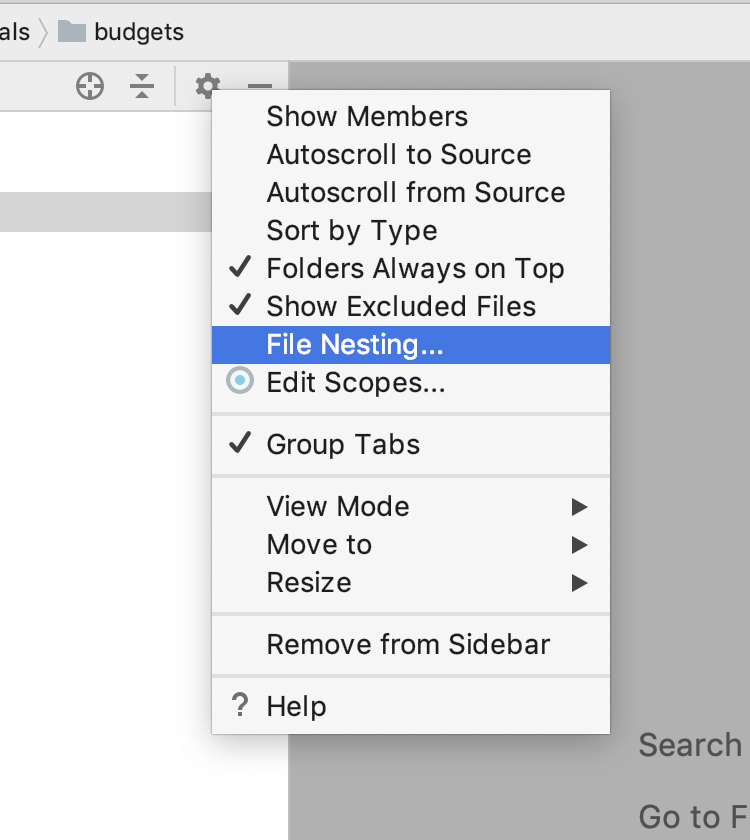 als
budgets
Show Members
Autoscroll to Source
Autoscroll from Source
Sort by Type
Folders Always on Top
Show Excluded Files
File Nesting...
Edit Scopes...
Group Tabs
View Mode
Move to
Resize
Remove from Sidebar
? Help
Search
Go to F